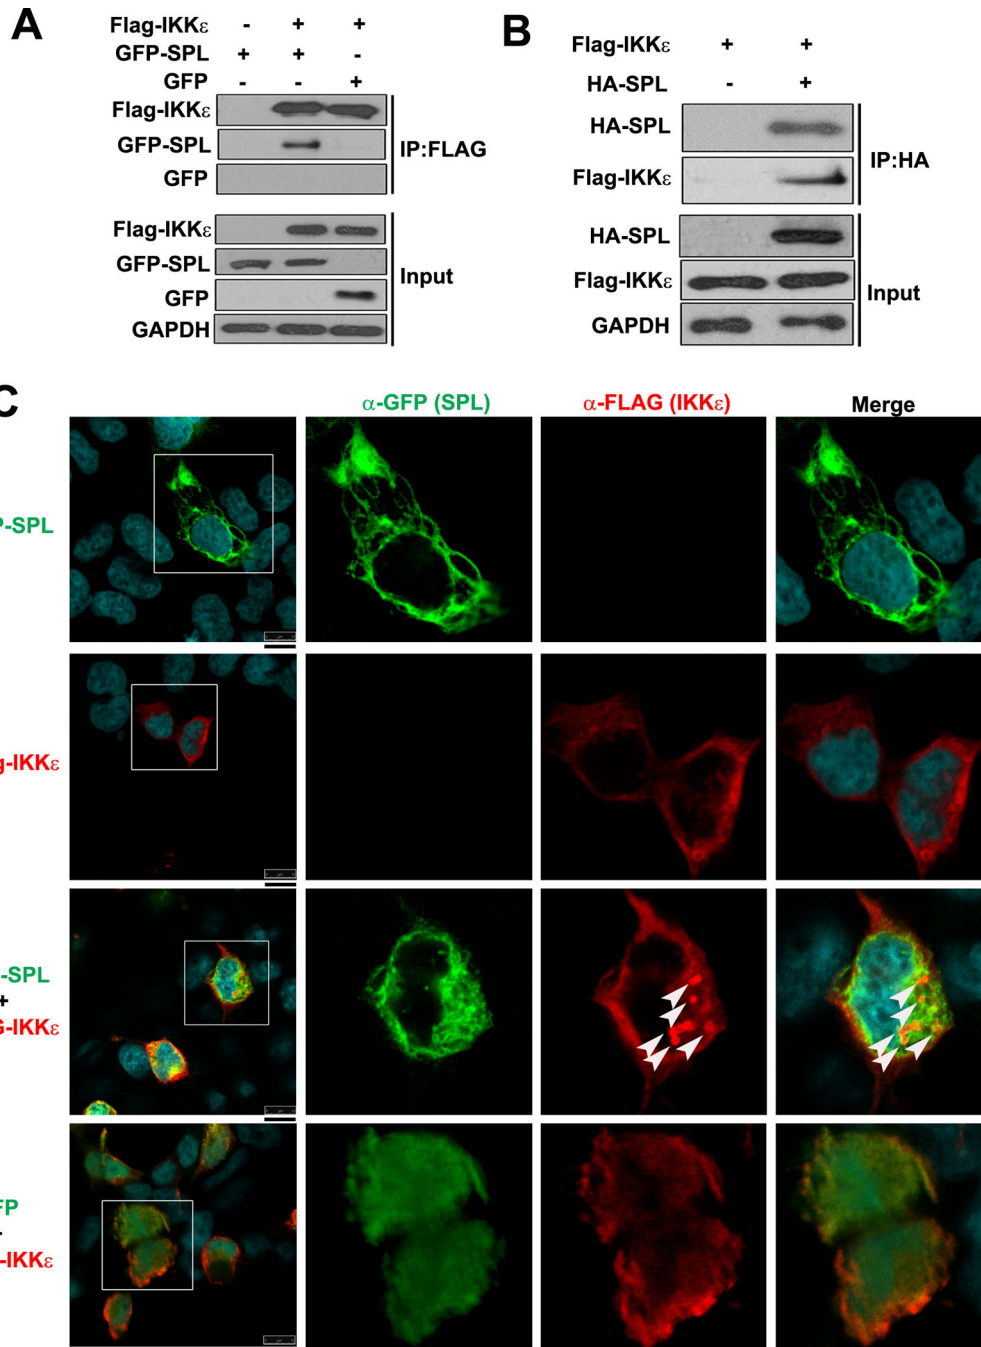 A
Flag-IKKε - + +
GFP-SPL + + -
GFP - - +
Flag-IKKε
GFP-SPL
GFP
IP:FLAG
Flag-IKKε
GFP-SPL
GFP
GAPDH
Input
B
Flag-IKKε + +
HA-SPL - +
HA-SPL
Flag-IKKε
IP:HA
HA-SPL
Flag-IKKε
GAPDH
Input
C
α-GFP (SPL) α-FLAG (IKKε) Merge
P-SPL
g-IKKε
-SPL
+
G-IKKε
FP
-IKKε